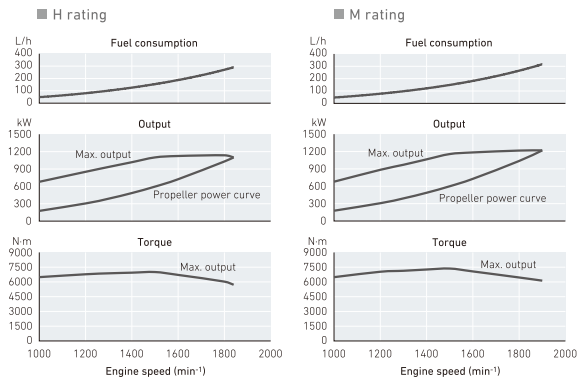 H rating
L/h
Fuel consumption
400
300
200
100
0
kW
Output
1500
1200
900
600
300
0
Max. output
Propeller power curve
N·m
Torque
9000
7500
6000
4500
3000
1500
0
Max. output
1000 1200 1400 1600 1800 2000
Engine speed (min-1)
M rating
L/h
Fuel consumption
400
300
200
100
0
kW
Output
1500
1200
900
600
300
0
Max. output
Propeller power curve
N·m
Torque
9000
7500
6000
4500
3000
1500
0
Max. output
1000 1200 1400 1600 1800 2000
Engine speed (min-1)